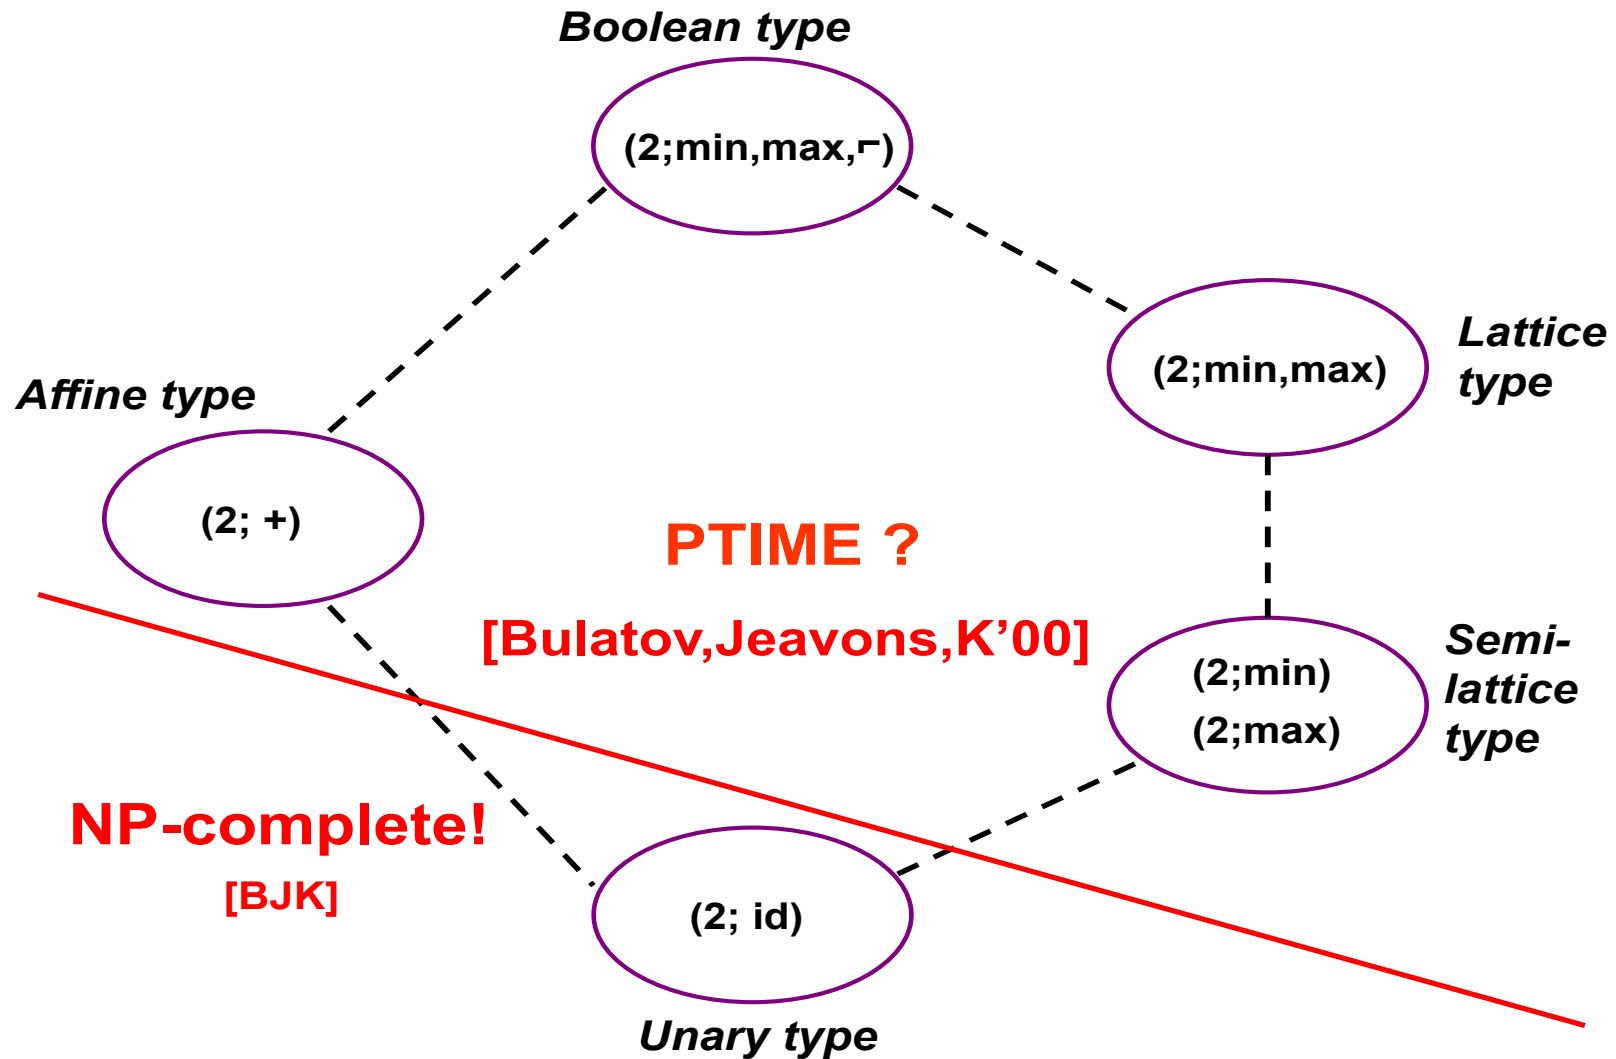 Boolean type
(2;min,max,⌐)
Lattice
type
(2;min,max)
Affine type
(2; +)
PTIME ?
[Bulatov,Jeavons,K’00]
Semi-
lattice
type
(2;min)
(2;max)
NP-complete!
[BJK]
(2; id)
Unary type